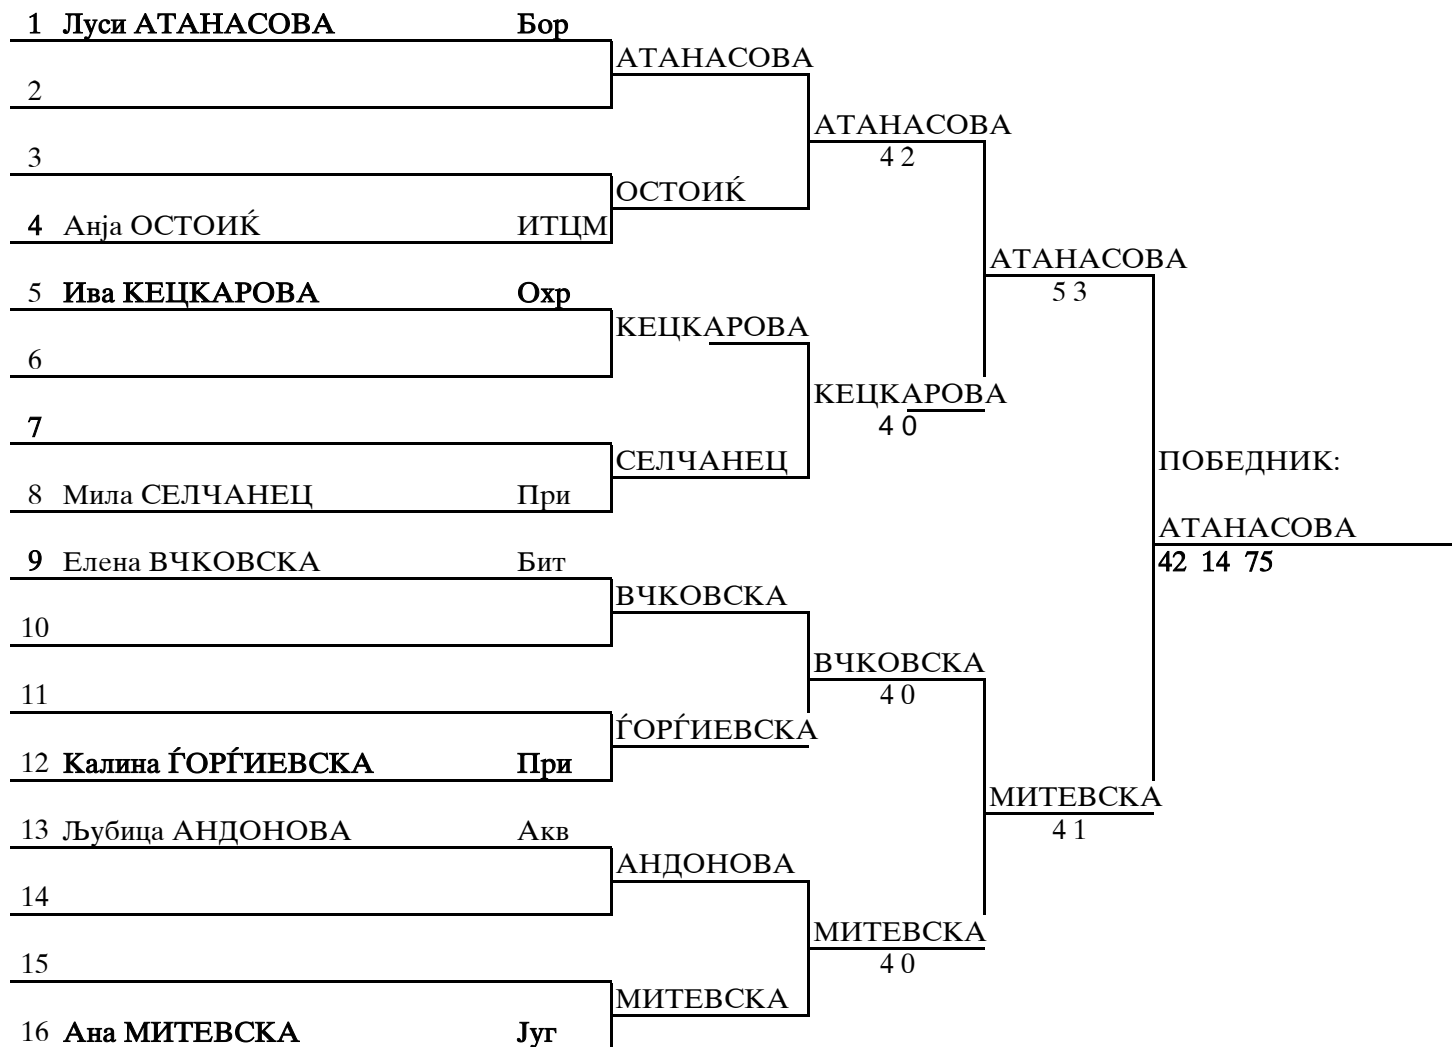 1 Луси АТАНАСОВА Бор
АТАНАСОВА
2
АТАНАСОВА
3
4 2
ОСТОИЌ
4 Анја ОСТОИЌ ИТЦМ
АТАНАСОВА
5 Ива КЕЦКАРОВА Охр
5 3
КЕЦКАРОВА
6
КЕЦКАРОВА
7
4 0
СЕЛЧАНЕЦ
ПОБЕДНИК:
8 Мила СЕЛЧАНЕЦ При
АТАНАСОВА
9 Елена ВЧКОВСКА Бит
42 14 75
ВЧКОВСКА
10
ВЧКОВСКА
11
4 0
ЃОРЃИЕВСКА
12 Калина ЃОРЃИЕВСКА При
МИТЕВСКА
13 Љубица АНДОНОВА Акв
4 1
АНДОНОВА
14
МИТЕВСКА
15
4 0
МИТЕВСКА
16 Ана МИТЕВСКА Југ